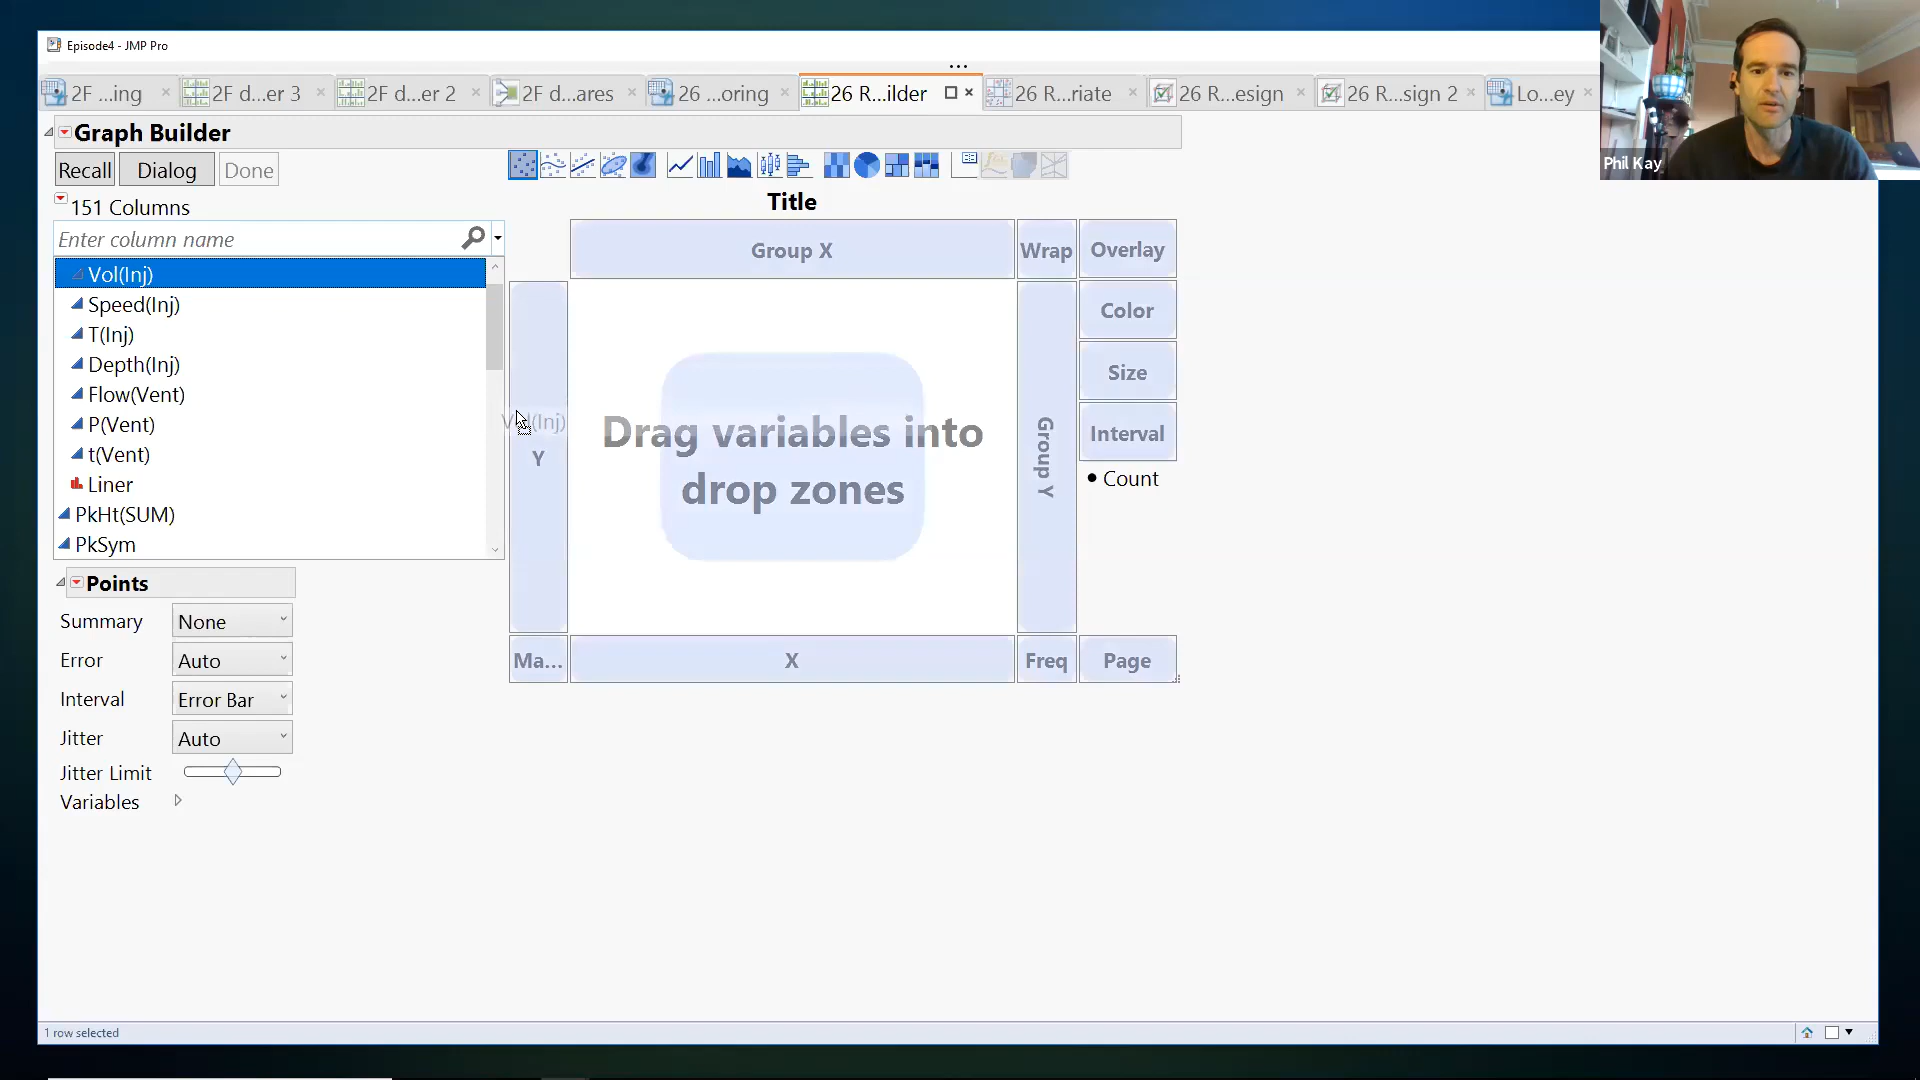 Episode4 - JMP Pro
...
2F ...ing
2F d...er 3
2F d...er 2
2F d...ares
26 ...oring
26 R...ilder
26 R...riate
26 R...esign
26 R...sign 2
Lo...ey
Phil Kay
Graph Builder
Recall
Dialog
Done
151 Columns
Enter column name
Vol(Inj)
Speed(Inj)
T(Inj)
Depth(Inj)
Flow(Vent)
P(Vent)
t(Vent)
Liner
PkHt(SUM)
PkSym
Title
Group X
Wrap
Overlay
Color
Size
Interval
Count
Vol(Inj)
Y
Drag variables into
drop zones
Group Y
Ma...
X
Freq
Page
Points
Summary
None
Error
Auto
Interval
Error Bar
Jitter
Auto
Jitter Limit
Variables
1 row selected